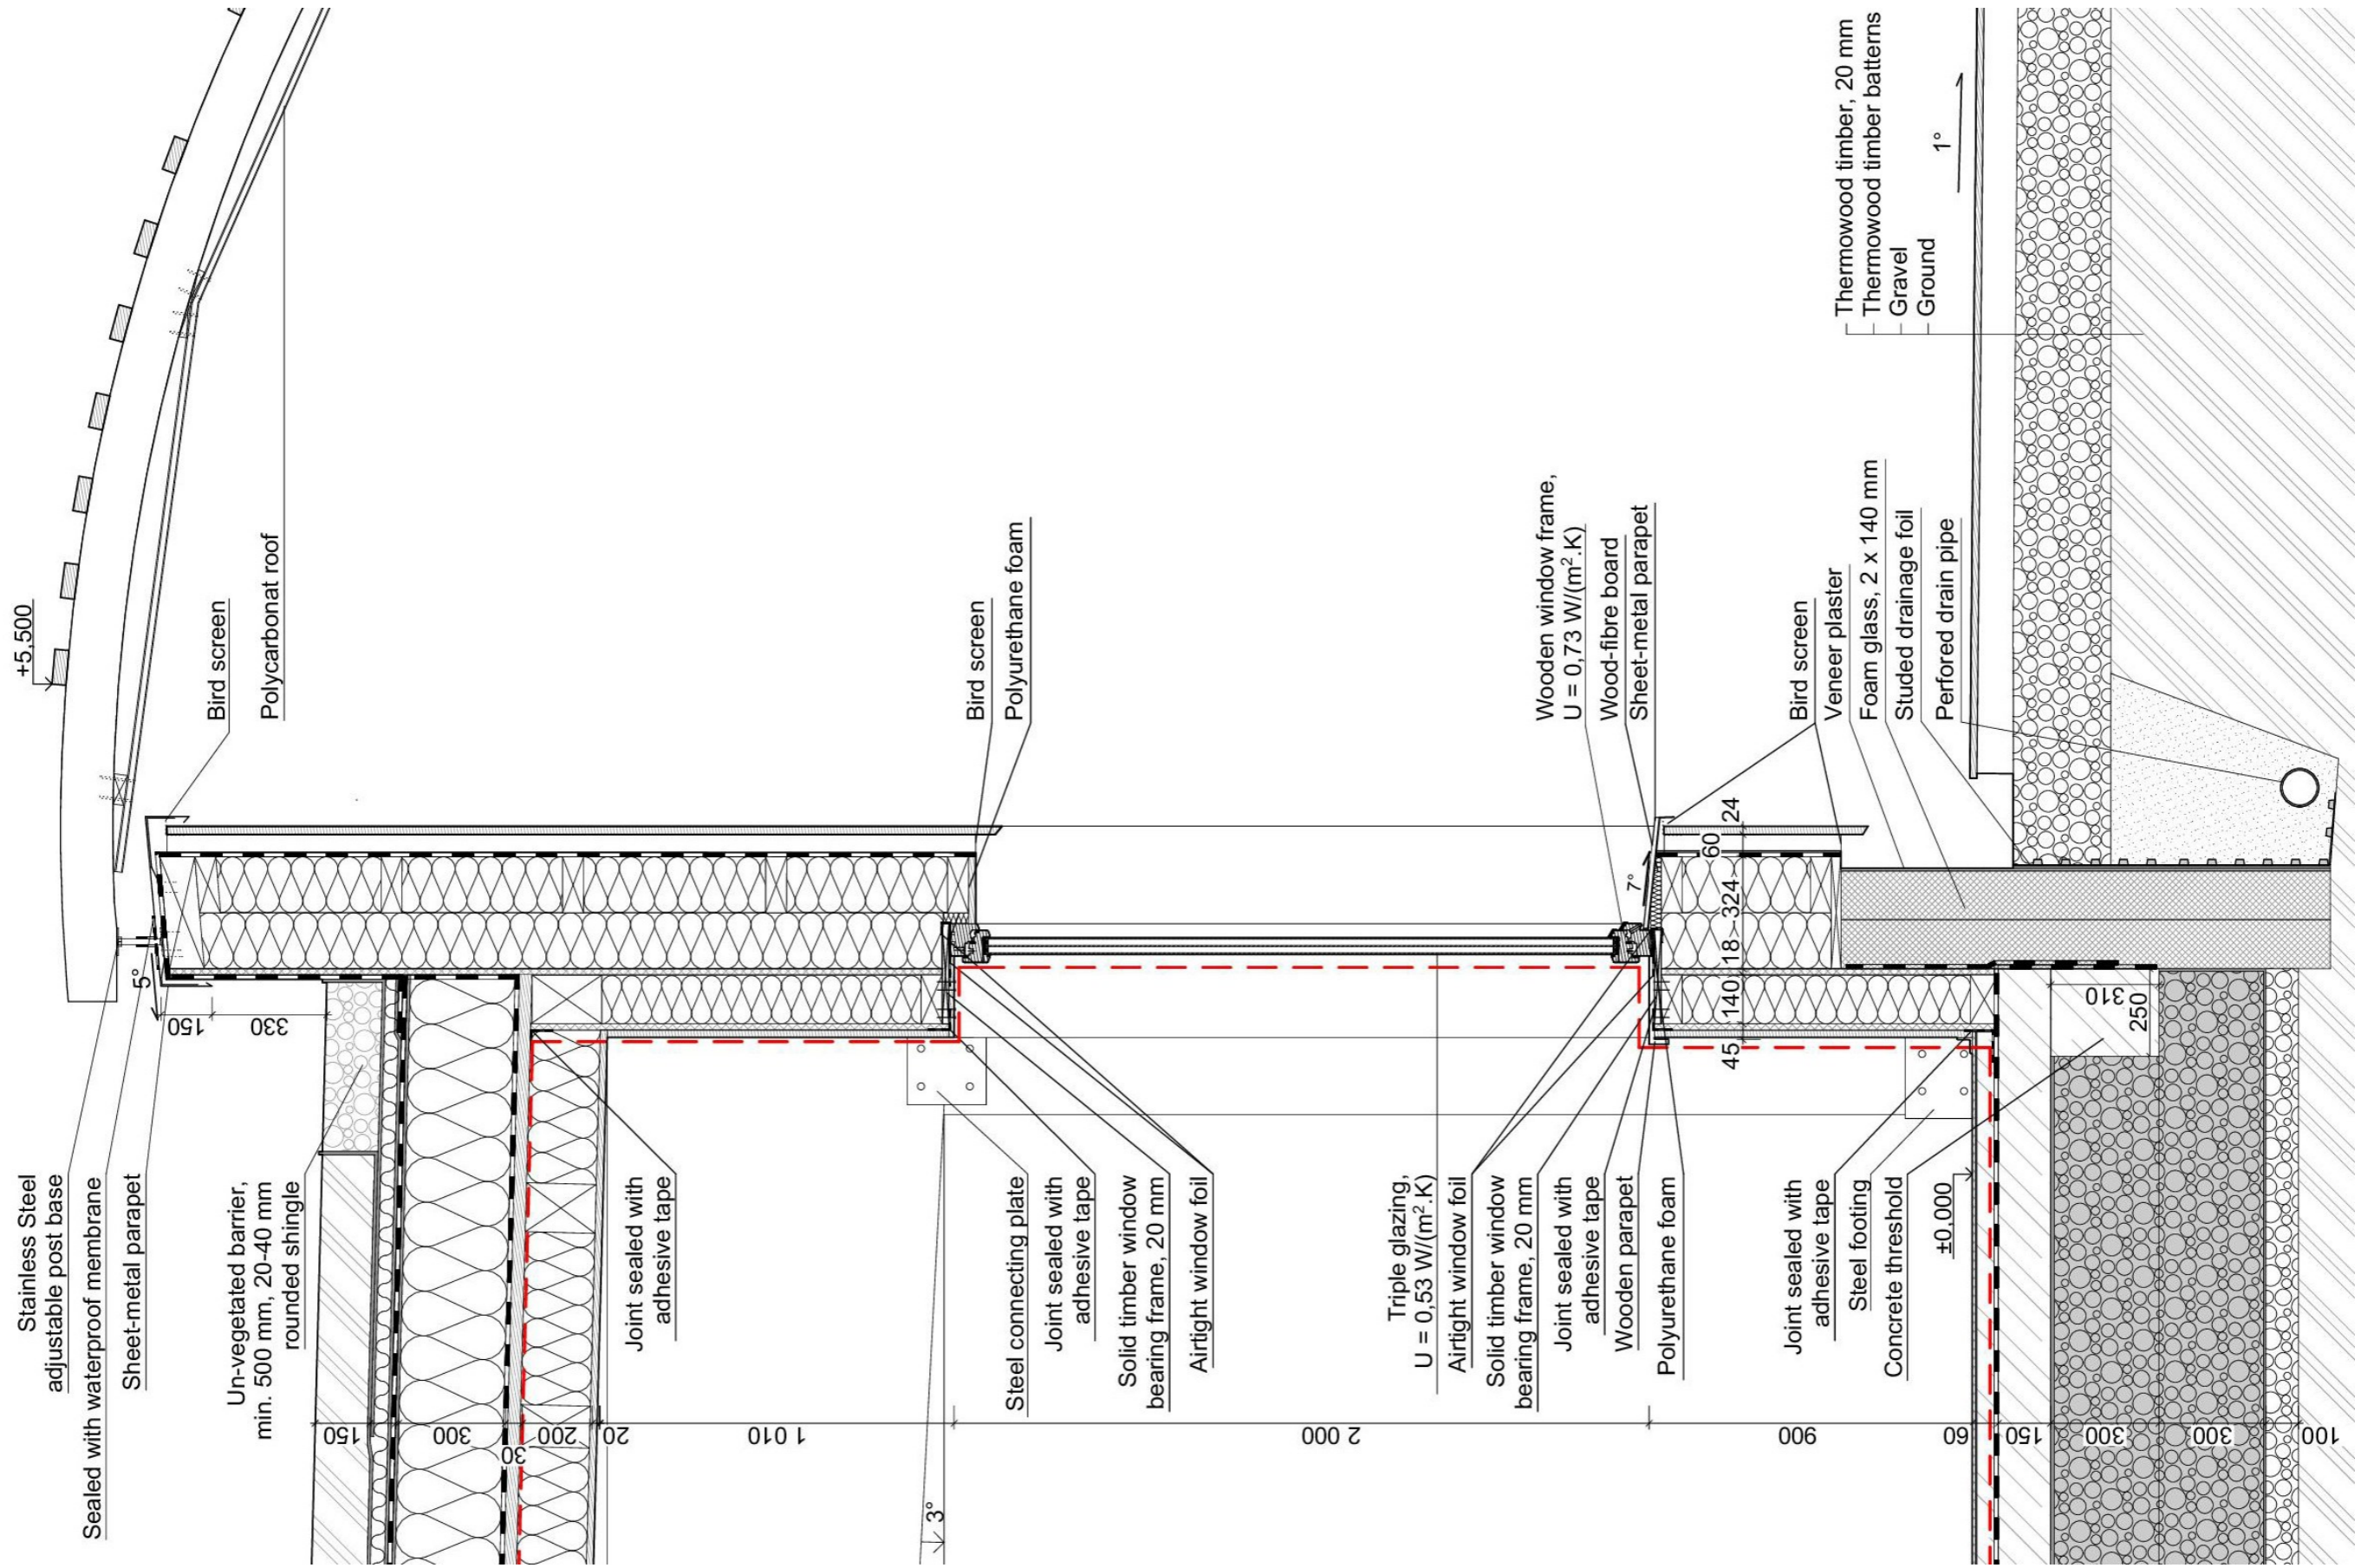 +5,500
Bird screen
Polycarbonat roof
Bird screen
Polyurethane foam
Wooden window frame,
U = 0,73 W/(m².K)
Wood-fibre board
Sheet-metal parapet
Bird screen
Veneer plaster
Foam glass, 2 x 140 mm
Studed drainage foil
Perfored drain pipe
Thermowood timber, 20 mm
Thermowood timber batterns
Gravel
Ground
1°
Stainless Steel
adjustable post base
Sealed with waterproof membrane
Sheet-metal parapet
Un-vegetated barrier,
min. 500 mm, 20-40 mm
rounded shingle
Joint sealed with
adhesive tape
Steel connecting plate
Joint sealed with
adhesive tape
Solid timber window
bearing frame, 20 mm
Airtight window foil
Triple glazing,
U = 0,53 W/(m².K)
Airtight window foil
Solid timber window
bearing frame, 20 mm
Joint sealed with
adhesive tape
Wooden parapet
Polyurethane foam
Joint sealed with
adhesive tape
Steel footing
Concrete threshold
±0,000
5°
150
330
7°
45
140
18
324
60
24
310
250
3°
150
300
30
200
20
1 010
2 000
900
60
150
300
300
100